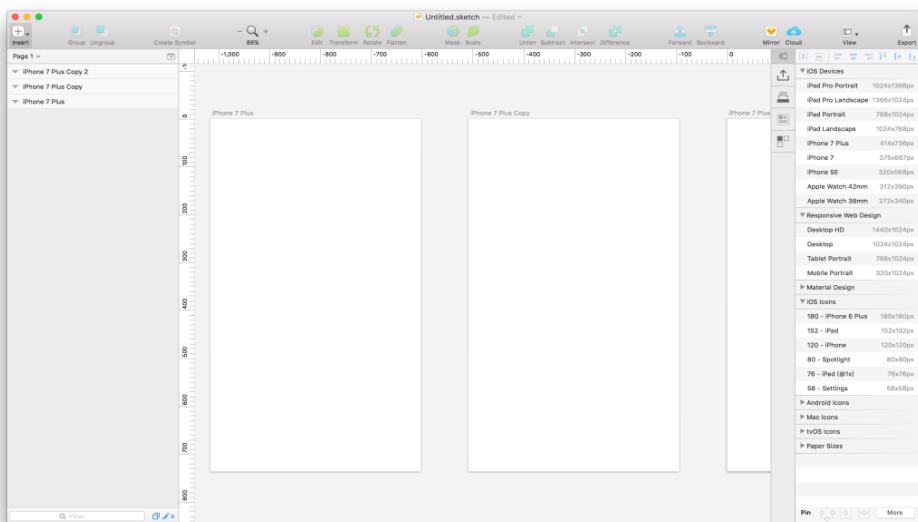 Untitled.sketch — Edited
Insert Group Ungroup Create Symbol 86% Edit Transform Rotate Flatten Mask Scale Union Subtract Intersect Difference Forward Backward Mirror Cloud View Export
Page 1
-1,000 -900 -800 -700 -600 -500 -400 -300 -200 -100 0
iPhone 7 Plus Copy 2
iPhone 7 Plus Copy
iPhone 7 Plus
0
100
200
300
400
500
600
700
800
iPhone 7 Plus
iPhone 7 Plus Copy
iPhone 7 Plus
iOS Devices
iPad Pro Portrait 1024x1366px
iPad Pro Landscape 1366x1024px
iPad Portrait 768x1024px
iPad Landscape 1024x768px
iPhone 7 Plus 414x736px
iPhone 7 375x667px
iPhone SE 320x568px
Apple Watch 42mm 312x390px
Apple Watch 38mm 272x340px
Responsive Web Design
Desktop HD 1440x1024px
Desktop 1024x1024px
Tablet Portrait 768x1024px
Mobile Portrait 320x1024px
Material Design
iOS Icons
180 - iPhone 6 Plus 180x180px
152 - iPad 152x152px
120 - iPhone 120x120px
80 - Spotlight 80x80px
76 - iPad (@1x) 76x76px
58 - Settings 58x58px
Android Icons
Mac Icons
tvOS Icons
Paper Sizes
Filter 0
Pin More